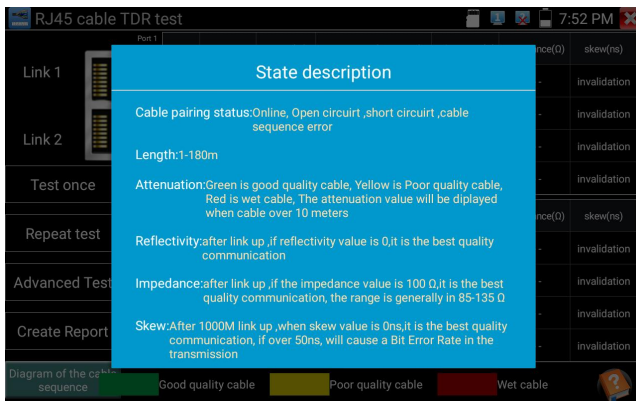 RJ45 cable TDR test
7:52 PM
Port 1
Link 1
Link 2
Test once
Repeat test
Advanced Test
Create Report
Diagram of the cable
sequence
State description
Cable pairing status:Online, Open circuirt ,short circuirt ,cable
sequence error
Length:1-180m
Attenuation:Green is good quality cable, Yellow is Poor quality cable,
Red is wet cable, The attenuation value will be diplayed
when cable over 10 meters
Reflectivity:after link up ,if reflectivity value is 0,it is the best quality
communication
Impedance:after link up ,if the impedance value is 100 Ω,it is the best
quality communication, the range is generally in 85-135 Ω
Skew:After 1000M link up ,when skew value is 0ns,it is the best quality
communication, if over 50ns, will cause a Bit Error Rate in the
transmission
nce(Ω) skew(ns)
- invalidation
- invalidation
- invalidation
- invalidation
nce(Ω) skew(ns)
- invalidation
- invalidation
- invalidation
- invalidation
Good quality cable
Poor quality cable
Wet cable